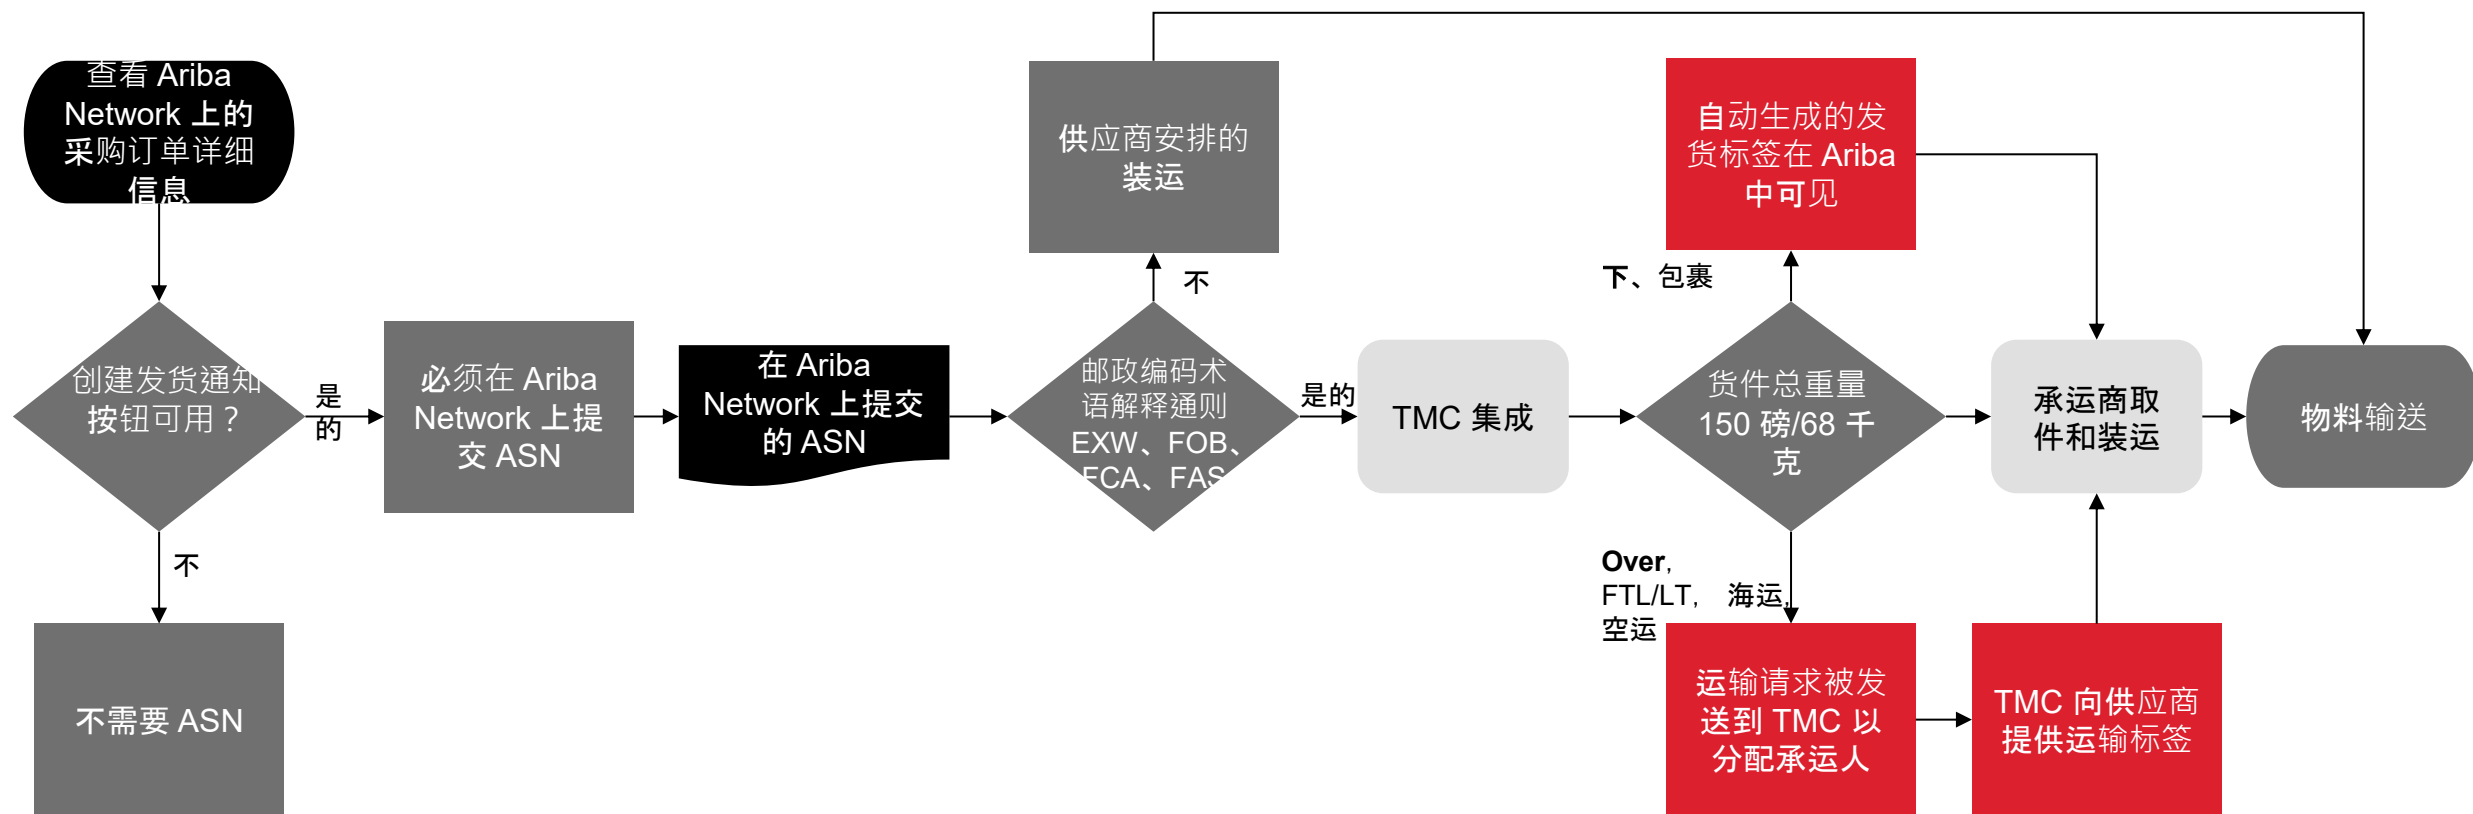 查看 Ariba
Network 上的
采购订单详细
信息
创建发货通知
按钮可用？
是
的
不
不需要 ASN
必须在 Ariba
Network 上提
交 ASN
在 Ariba
Network 上提交
的 ASN
供应商安排的
装运
不
邮政编码术
语解释通则
EXW、FOB、
FCA、FAS
是的
TMC 集成
自动生成的发
货标签在 Ariba
中可见
下、包裹
货件总重量
150 磅/68 千
克
Over,
FTL/LT, 海运,
空运
运输请求被发
送到 TMC 以
分配承运人
TMC 向供应商
提供运输标签
承运商取
件和装运
物料输送